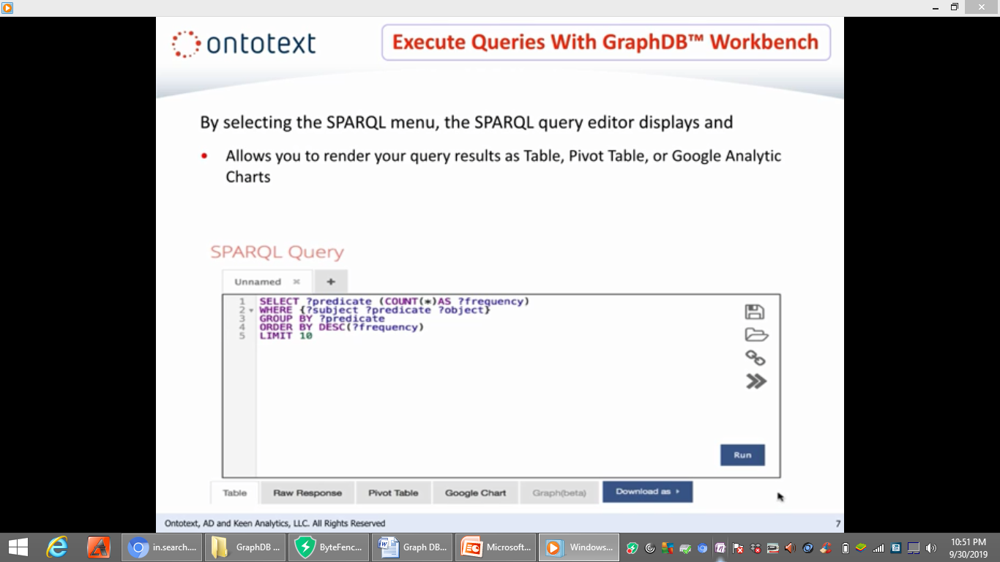 ontotext
Execute Queries With GraphDB™ Workbench
By selecting the SPARQL menu, the SPARQL query editor displays and
• Allows you to render your query results as Table, Pivot Table, or Google Analytic
Charts
SPARQL Query
Unnamed × +
1 SELECT ?predicate (COUNT(*)AS ?frequency)
2 WHERE {?subject ?predicate ?object}
3 GROUP BY ?predicate
4 ORDER BY DESC(?frequency)
5 LIMIT 10
Run
Table Raw Response Pivot Table Google Chart Graph(beta) Download as
Ontotext, AD and Keen Analytics, LLC. All Rights Reserved 7
in.search.... GraphDB ... ByteFenc... Graph DB... Microsoft... Windows...
10:51 PM
9/30/2019